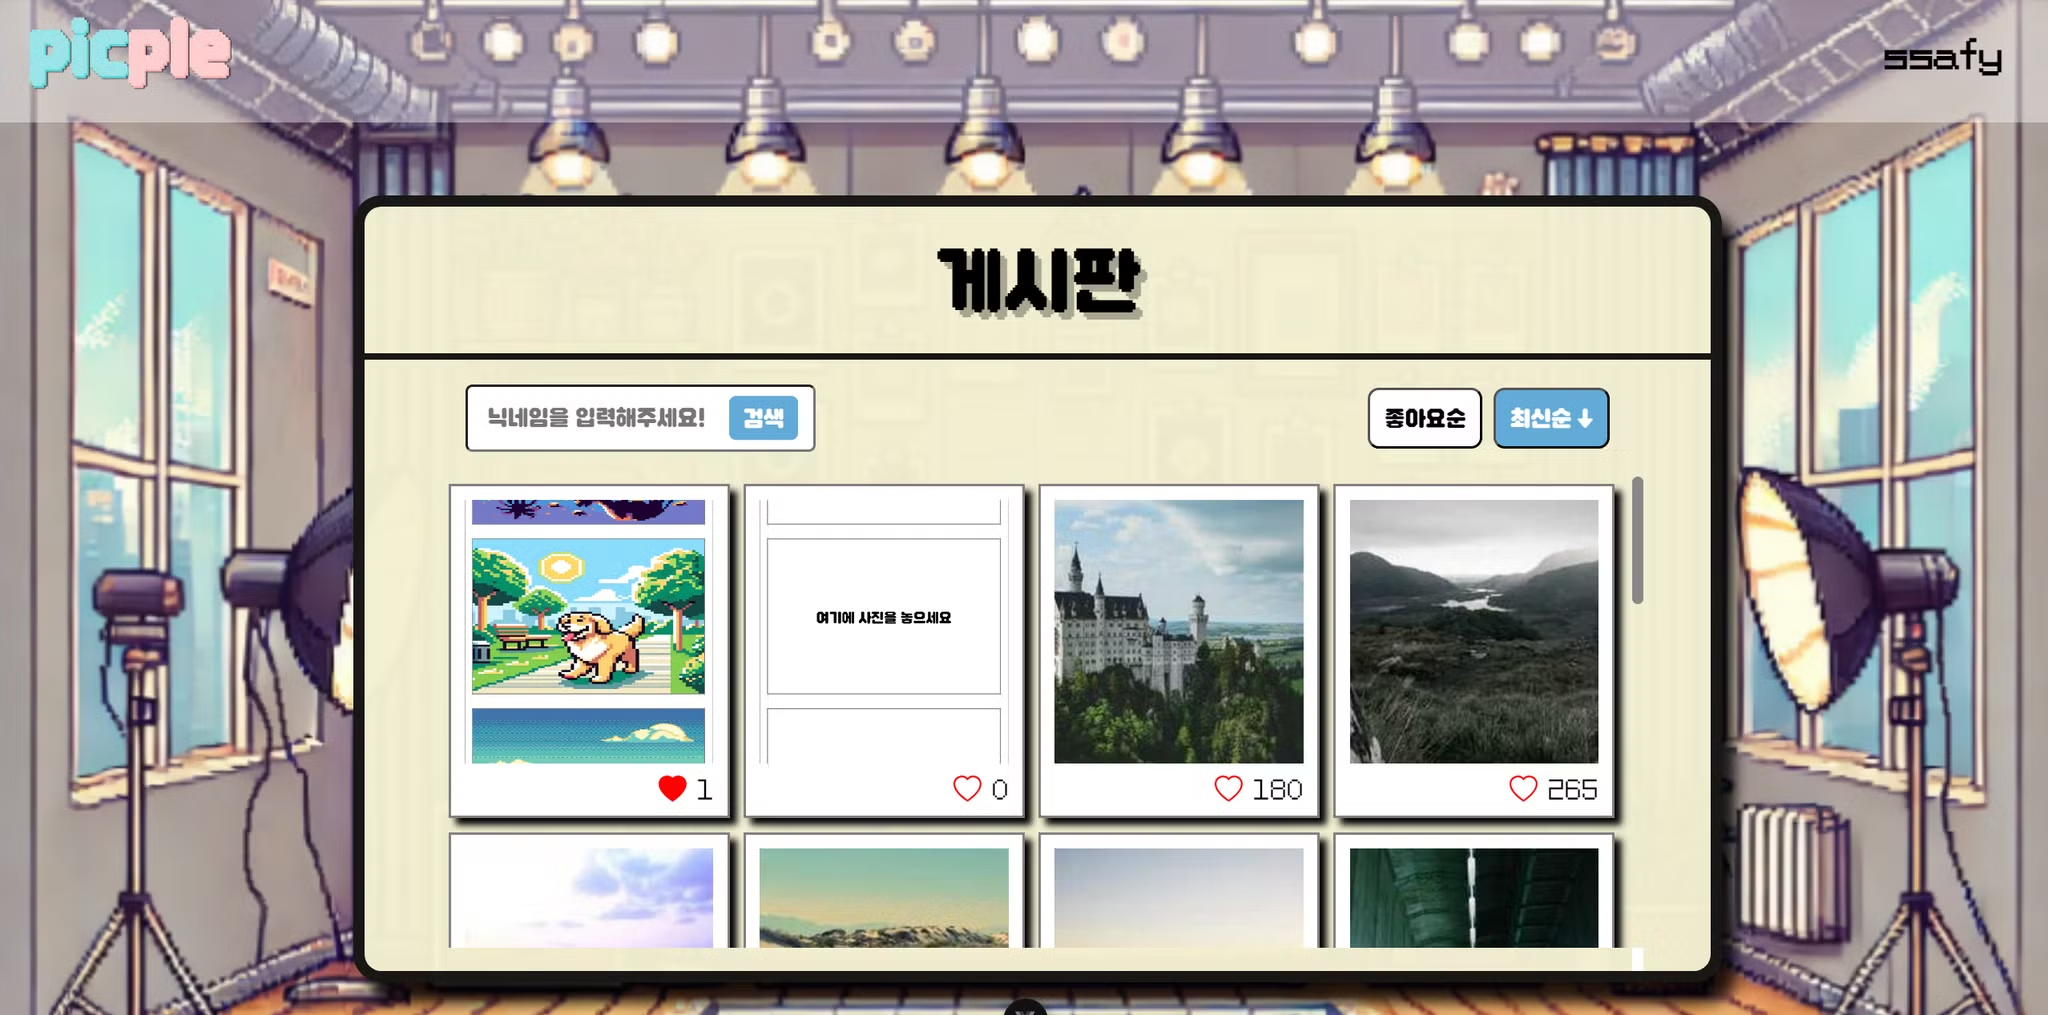 picple
ssafy
게시판
닉네임을 입력해주세요! 검색
좋아요순
최신순 ↓
여기에 사진을 놓으세요
1
0
180
265